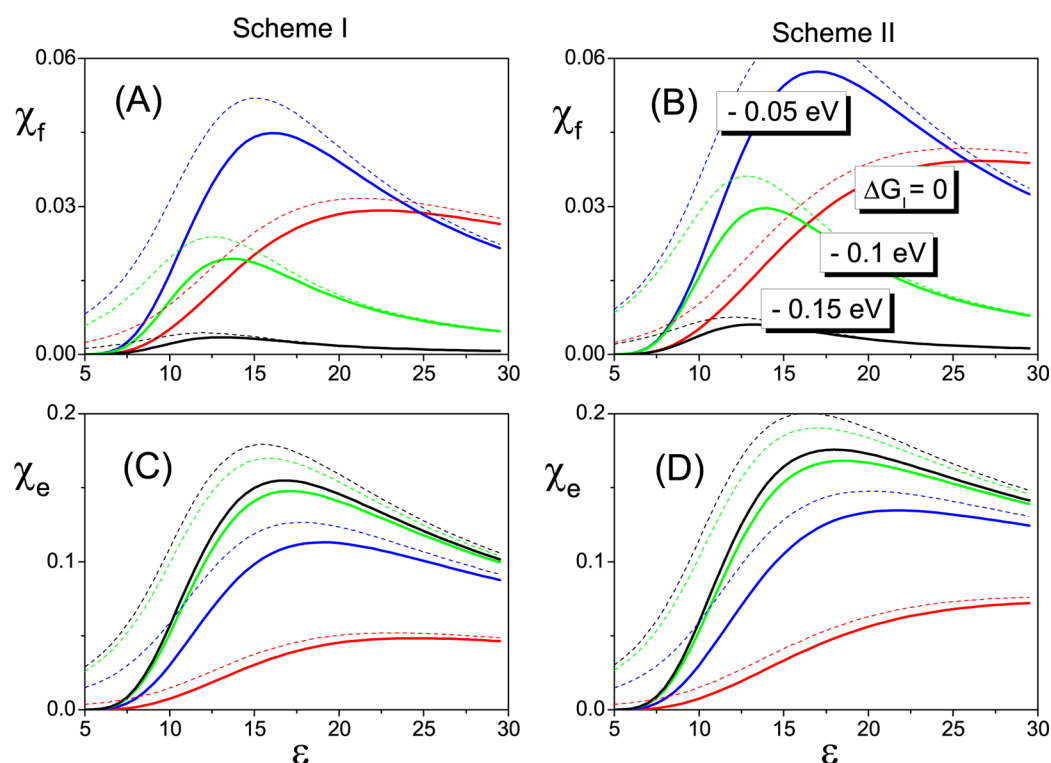 Scheme I
Scheme II
0.06
0.03
0.00
χf
(A)
5 10 15 20 25 30
0.06
0.03
0.00
χf
(B)
- 0.05 eV
ΔGI = 0
- 0.1 eV
- 0.15 eV
5 10 15 20 25 30
0.2
0.1
0.0
χe
(C)
5 10 15 20 25 30
ε
0.2
0.1
0.0
χe
(D)
5 10 15 20 25 30
ε